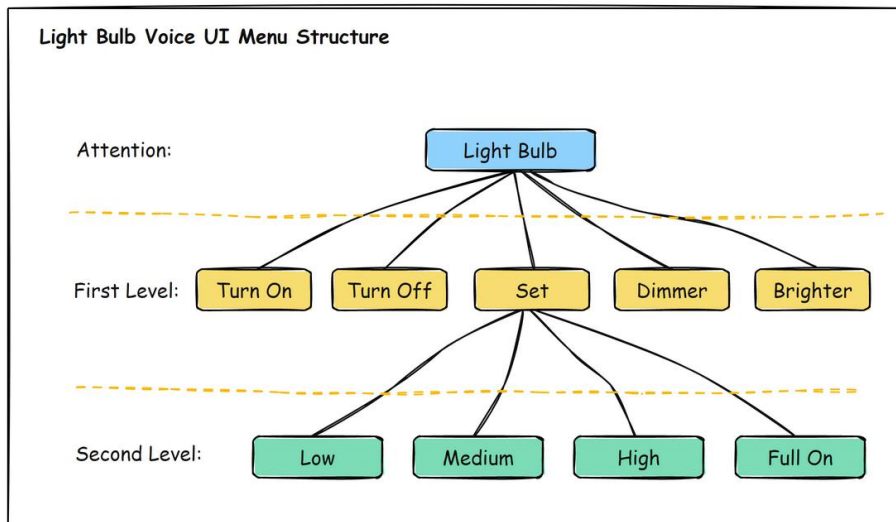 Light Bulb Voice UI Menu Structure
Attention:
Light Bulb
First Level:
Turn On
Turn Off
Set
Dimmer
Brighter
Second Level:
Low
Medium
High
Full On